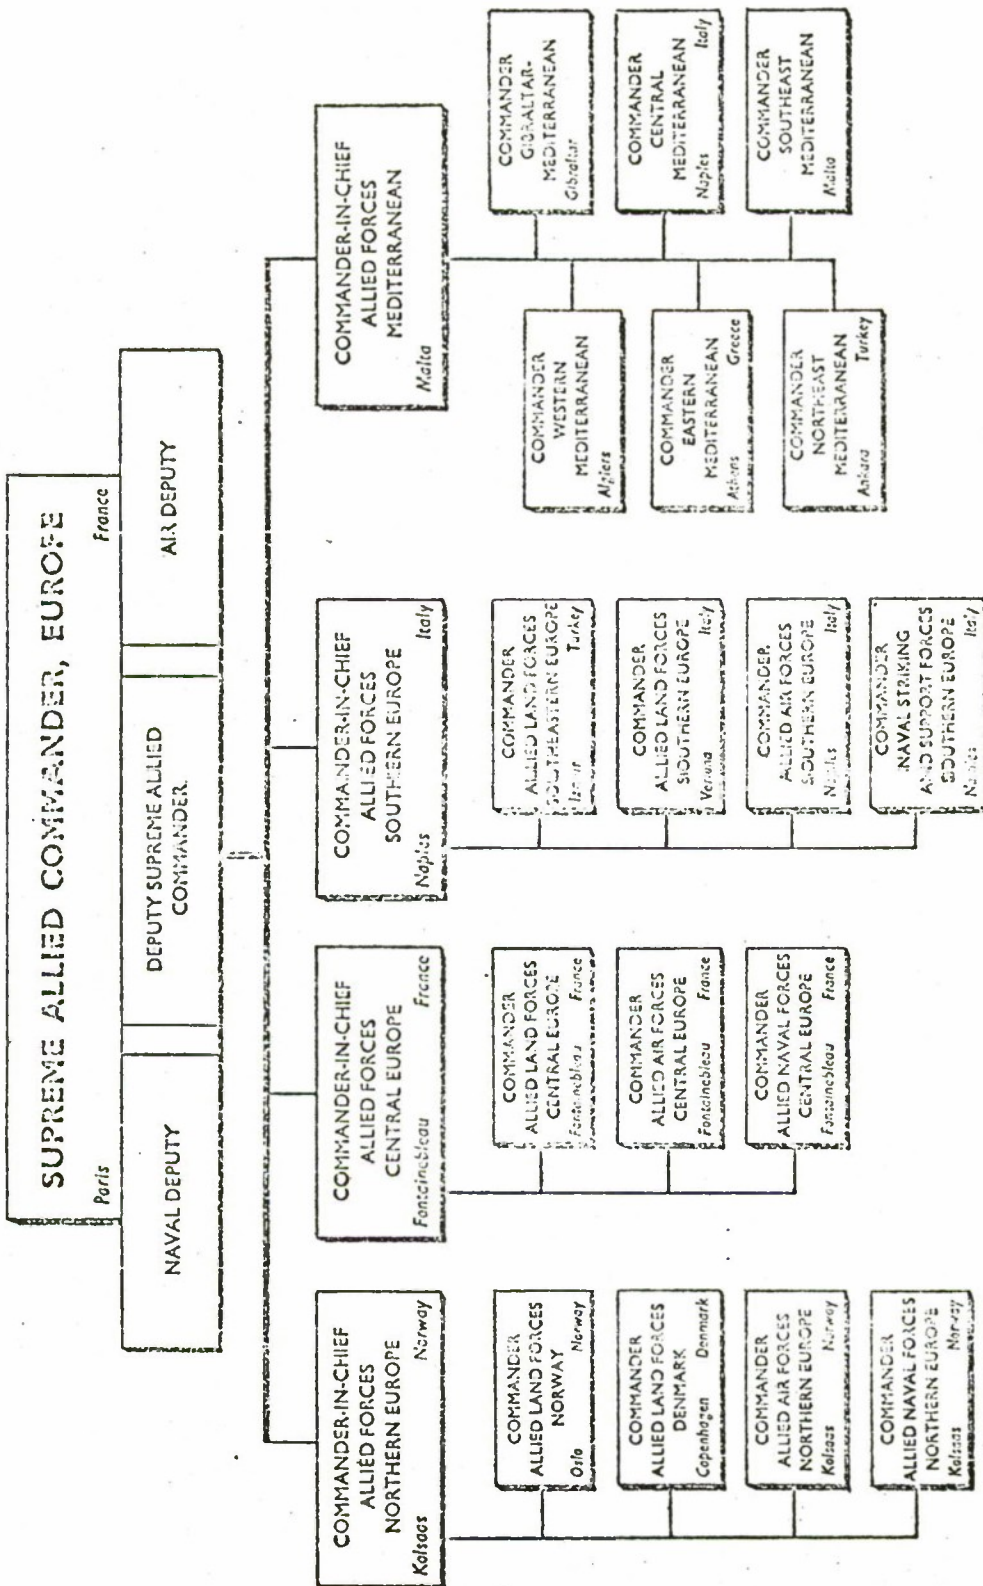 SUPREME ALLIED COMMANDER, EUROPE
Paris France
NAVAL DEPUTY
DEPUTY SUPREME ALLIED
COMMANDER
AIR DEPUTY
COMMANDER-IN-CHIEF
ALLIED FORCES
NORTHERN EUROPE
Kolsaas Norway
COMMANDER
ALLIED LAND FORCES
NORWAY
Oslo Norway
COMMANDER
ALLIED LAND FORCES
DENMARK
Copenhagen Denmark
COMMANDER
ALLIED AIR FORCES
NORTHERN EUROPE
Kolsaas Norway
COMMANDER
ALLIED NAVAL FORCES
NORTHERN EUROPE
Kolsaas Norway
COMMANDER-IN-CHIEF
ALLIED FORCES
CENTRAL EUROPE
Fontainebleau France
COMMANDER
ALLIED LAND FORCES
CENTRAL EUROPE
Fontainebleau France
COMMANDER
ALLIED AIR FORCES
CENTRAL EUROPE
Fontainebleau France
COMMANDER
ALLIED NAVAL FORCES
CENTRAL EUROPE
Fontainebleau France
COMMANDER-IN-CHIEF
ALLIED FORCES
SOUTHERN EUROPE
Naples Italy
COMMANDER
ALLIED LAND FORCES
SOUTHEASTERN EUROPE
Izmir Turkey
COMMANDER
ALLIED LAND FORCES
SOUTHERN EUROPE
Verona Italy
COMMANDER
ALLIED AIR FORCES
SOUTHERN EUROPE
Naples Italy
COMMANDER
NAVAL STRIKING
AND SUPPORT FORCES
SOUTHERN EUROPE
Naples Italy
COMMANDER-IN-CHIEF
ALLIED FORCES
MEDITERRANEAN
Malta
COMMANDER
GIBRALTAR-
MEDITERRANEAN
Gibraltar
COMMANDER
WESTERN
MEDITERRANEAN
Algiers
COMMANDER
CENTRAL
MEDITERRANEAN
Naples Italy
COMMANDER
EASTERN
MEDITERRANEAN
Athens Greece
COMMANDER
SOUTHEAST
MEDITERRANEAN
Malta
COMMANDER
NORTHEAST
MEDITERRANEAN
Ankara Turkey